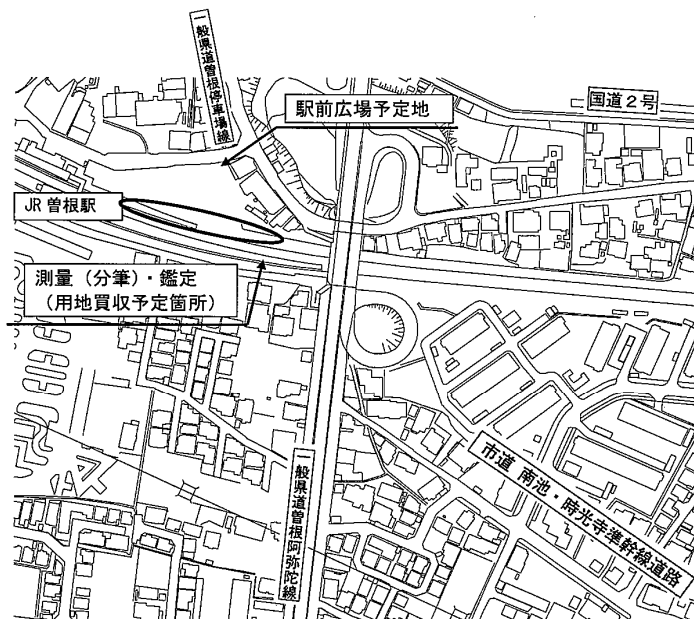 一般県道曽根停車場線
駅前広場予定地
国道２号
JR曽根駅
測量（分筆）・鑑定
（用地買収予定箇所）
一般県道曽根阿弥陀線
市道 南池・時光寺準幹線道路